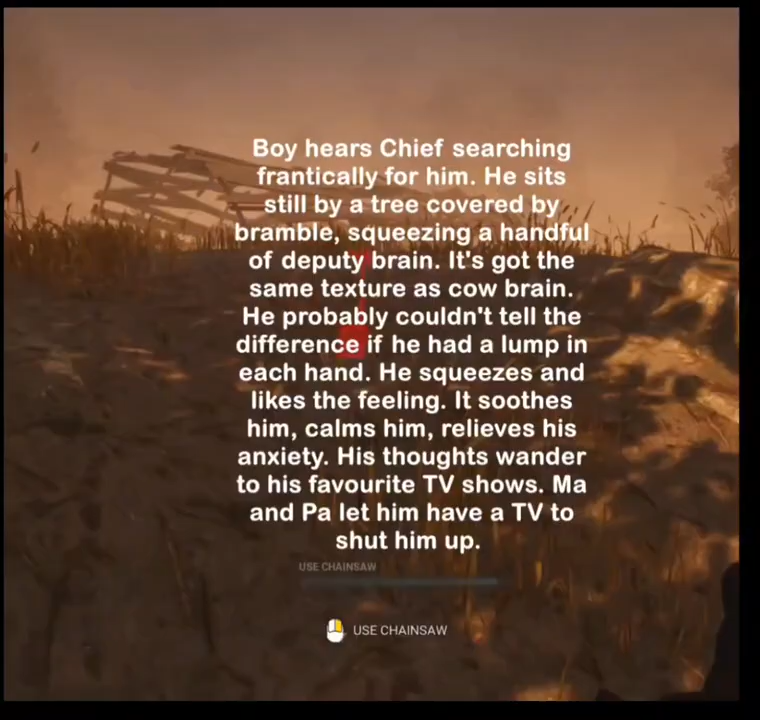 Boy hears Chief searching
frantically for him. He sits
still by a tree covered by
bramble, squeezing a handful
of deputy brain. It's got the
same texture as cow brain.
He probably couldn't tell the
difference if he had a lump in
each hand. He squeezes and
likes the feeling. It soothes
him, calms him, relieves his
anxiety. His thoughts wander
to his favourite TV shows. Ma
and Pa let him have a TV to
shut him up.
USE CHAINSAW
USE CHAINSAW